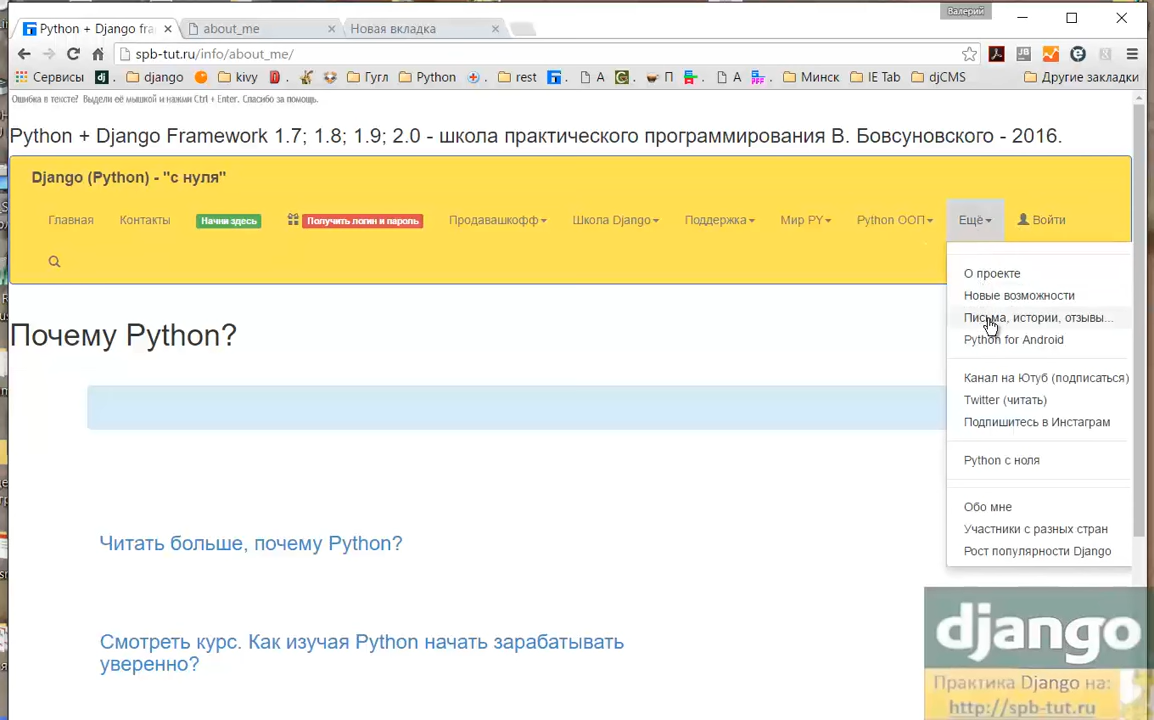 Валерий
Python + Django fra
about_me
Новая вкладка
spb-tut.ru/info/about_me/
Сервисы
django
kivy
Гугл
Python
rest
А
П
А
Минск
IE Tab
djCMS
Другие закладки
Ошибка в тексте? Выдели её мышкой и нажми Ctrl + Enter. Спасибо за помощь.
Python + Django Framework 1.7; 1.8; 1.9; 2.0 - школа практического программирования В. Бовсуновского - 2016.
Django (Python) - "с нуля"
Главная
Контакты
Начни здесь
Получить логин и пароль
Продавашкофф
Школа Django
Поддержка
Мир PY
Python ООП
Ещё
Войти
О проекте
Новые возможности
Письма, истории, отзывы...
Python for Android
Канал на Ютуб (подписаться)
Twitter (читать)
Подпишитесь в Инстаграм
Python с ноля
Обо мне
Участники с разных стран
Рост популярности Django
Почему Python?
Читать больше, почему Python?
Смотреть курс. Как изучая Python начать зарабатывать
уверенно?
django
Практика Django на:
http://spb-tut.ru